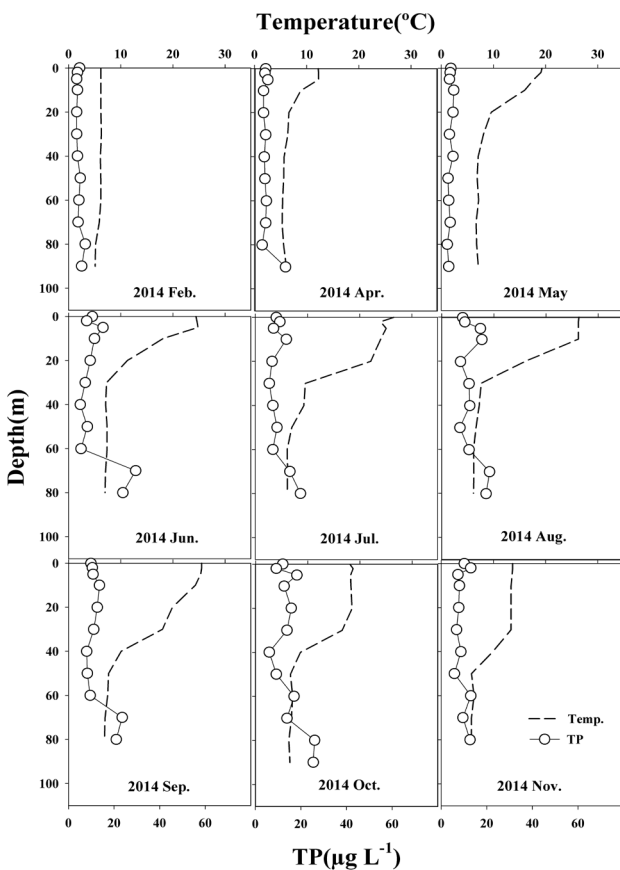 Temperature(ºC)
0 10 20 30 0 10 20 30 0 10 20 30
0
20
40
60
80
100
2014 Feb. 2014 Apr. 2014 May
0
20
40
60
80
100
2014 Jun. 2014 Jul. 2014 Aug.
Depth(m)
0
20
40
60
80
100
2014 Sep. 2014 Oct. 2014 Nov.
Temp.
TP
0 20 40 60 0 20 40 60 0 20 40 60
TP(µg L⁻¹)